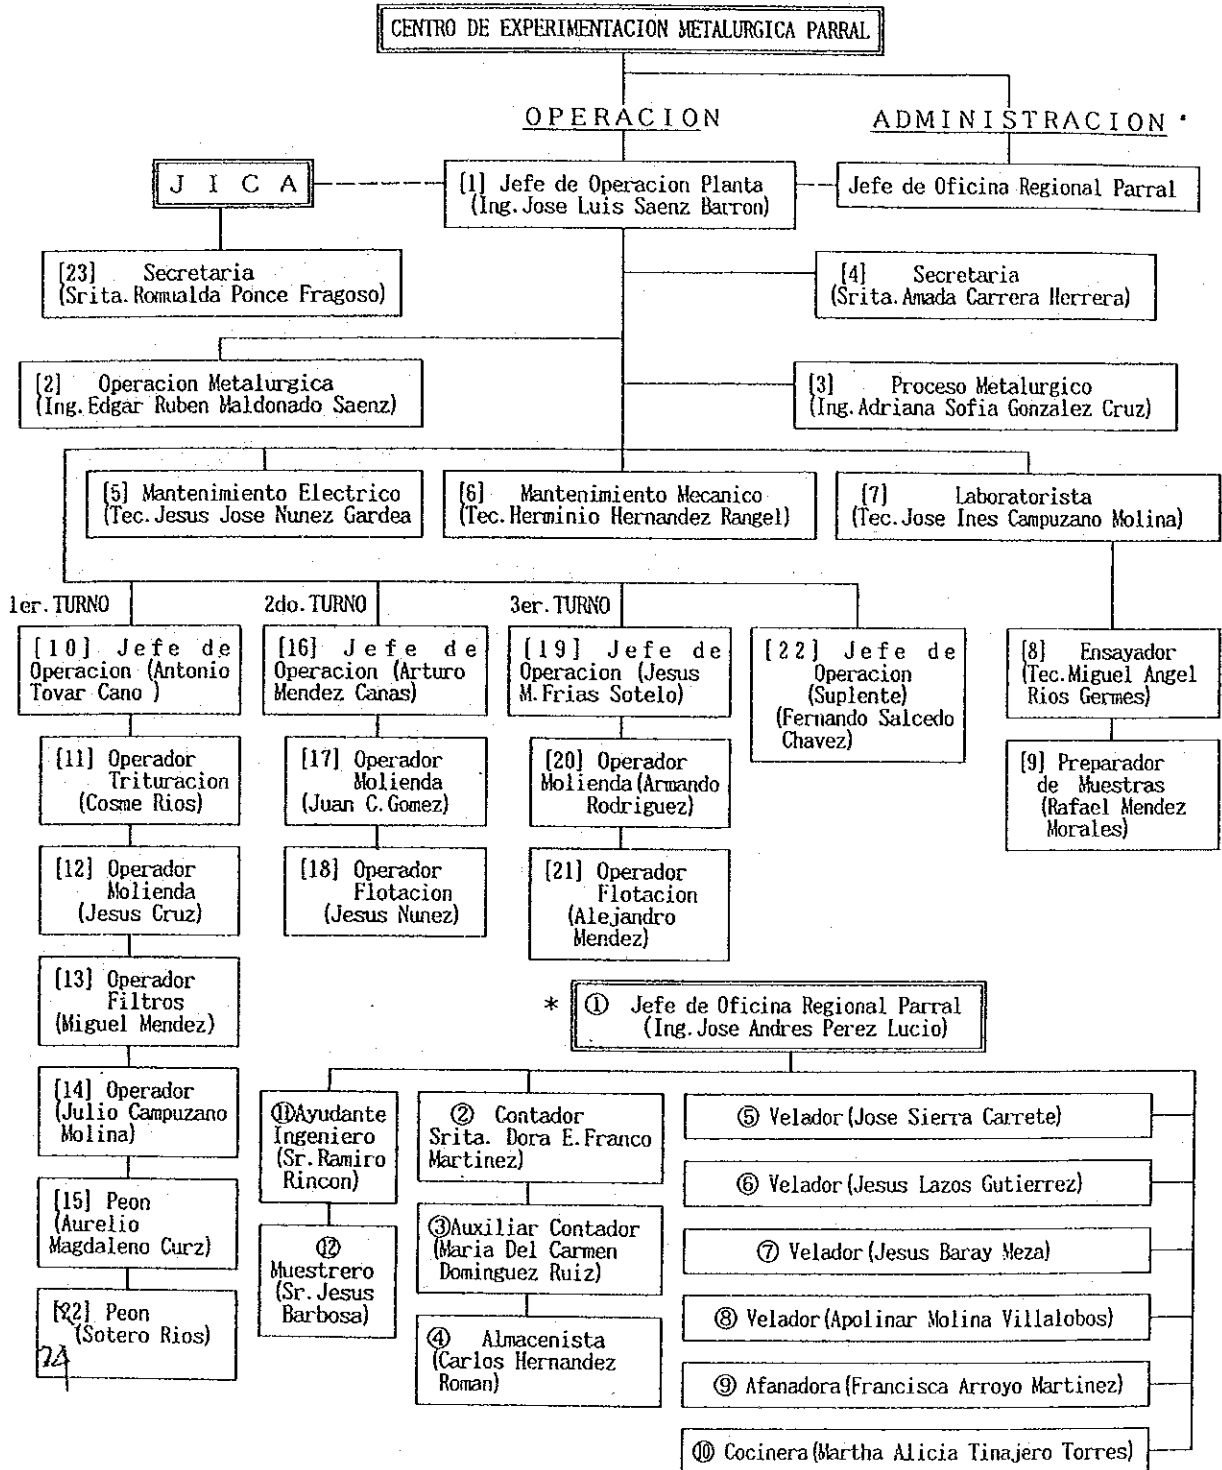 CENTRO DE EXPERIMENTACION METALURGICA PARRAL
OPERACION
ADMINISTRACION *
J I C A
[1] Jefe de Operacion Planta
(Ing. Jose Luis Saenz Barron)
Jefe de Oficina Regional Parral
[23] Secretaria
(Srita. Romualda Ponce Fragoso)
[4] Secretaria
(Srita. Amada Carrera Herrera)
[2] Operacion Metalurgica
(Ing. Edgar Ruben Maldonado Saenz)
[3] Proceso Metalurgico
(Ing. Adriana Sofia Gonzalez Cruz)
[5] Mantenimiento Electrico
(Tec. Jesus Jose Nunez Gardea
[6] Mantenimiento Mecanico
(Tec. Herminio Hernandez Rangel)
[7] Laboratorista
(Tec. Jose Ines Campuzano Molina)
1er. TURNO
2do. TURNO
3er. TURNO
[10] Jefe de
Operacion (Antonio
Tovar Cano )
[16] Jefe de
Operacion (Arturo
Mendez Canas)
[19] Jefe de
Operacion (Jesus
M. Frias Sotelo)
[22] Jefe de
Operacion
(Suplente)
(Fernando Salcedo
Chavez)
[8] Ensayador
(Tec. Miguel Angel
Rios Germes)
[11] Operador
Trituracion
(Cosme Rios)
[17] Operador
Molienda
(Juan C. Gomez)
[20] Operador
Molienda (Armando
Rodriguez)
[9] Preparador
de Muestras
(Rafael Mendez
Morales)
[12] Operador
Molienda
(Jesus Cruz)
[18] Operador
Flotacion
(Jesus Nunez)
[21] Operador
Flotacion
(Alejandro
Mendez)
[13] Operador
Filtros
(Miguel Mendez)
[14] Operador
(Julio Campuzano
Molina)
[15] Peon
(Aurelio
Magdaleno Curz)
[22] Peon
(Sotero Rios)
24
* ① Jefe de Oficina Regional Parral
(Ing. Jose Andres Perez Lucio)
⑪Ayudante
Ingeniero
(Sr. Ramiro
Rincon)
⑫
Muestrero
(Sr. Jesus
Barbosa)
② Contador
Srita. Dora E. Franco
Martinez)
③Auxiliar Contador
(Maria Del Carmen
Dominguez Ruiz)
④ Almacenista
(Carlos Hernandez
Roman)
⑤ Velador (Jose Sierra Carrete)
⑥ Velador (Jesus Lazos Gutierrez)
⑦ Velador (Jesus Baray Meza)
⑧ Velador (Apolinar Molina Villalobos)
⑨ Afanadora (Francisca Arroyo Martinez)
⑩ Cocinera (Martha Alicia Tinajero Torres)